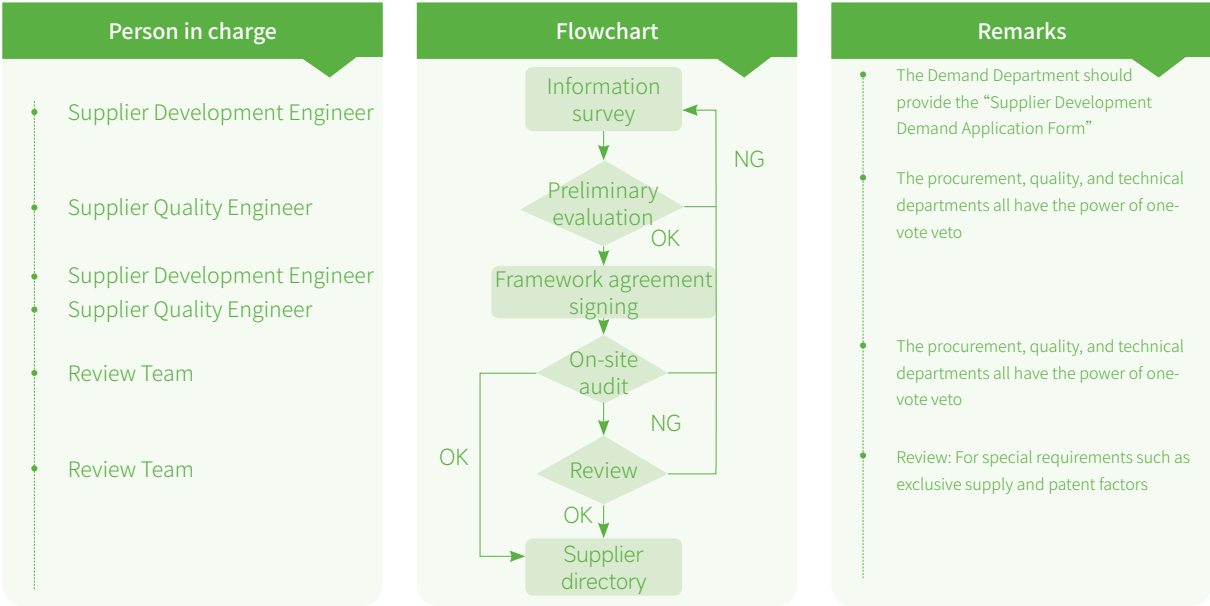 Person in charge
Supplier Development Engineer
Supplier Quality Engineer
Supplier Development Engineer
Supplier Quality Engineer
Review Team
Review Team
Flowchart
Information
survey
NG
Preliminary
evaluation
OK
Framework agreement
signing
On-site
audit
NG
OK
Review
OK
Supplier
directory
Remarks
The Demand Department should
provide the “Supplier Development
Demand Application Form”
The procurement, quality, and technical
departments all have the power of one-
vote veto
The procurement, quality, and technical
departments all have the power of one-
vote veto
Review: For special requirements such as
exclusive supply and patent factors